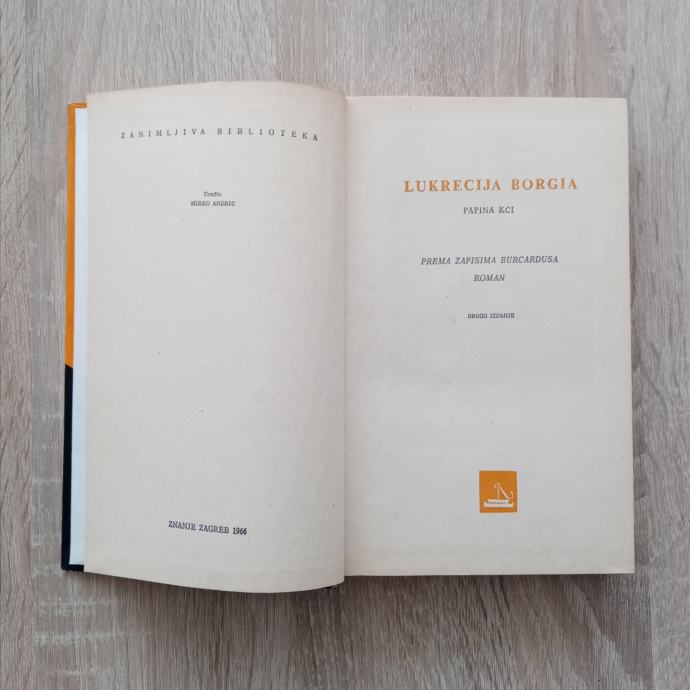 ZANIMLJIVA BIBLIOTEKA
Uredio
MIRKO ANDRIĆ
ZNANJE ZAGREB 1966
LUKRECIJA BORGIA
PAPINA KĆI
PREMA ZAPISIMA BURCARDUSA
ROMAN
DRUGO IZDANJE